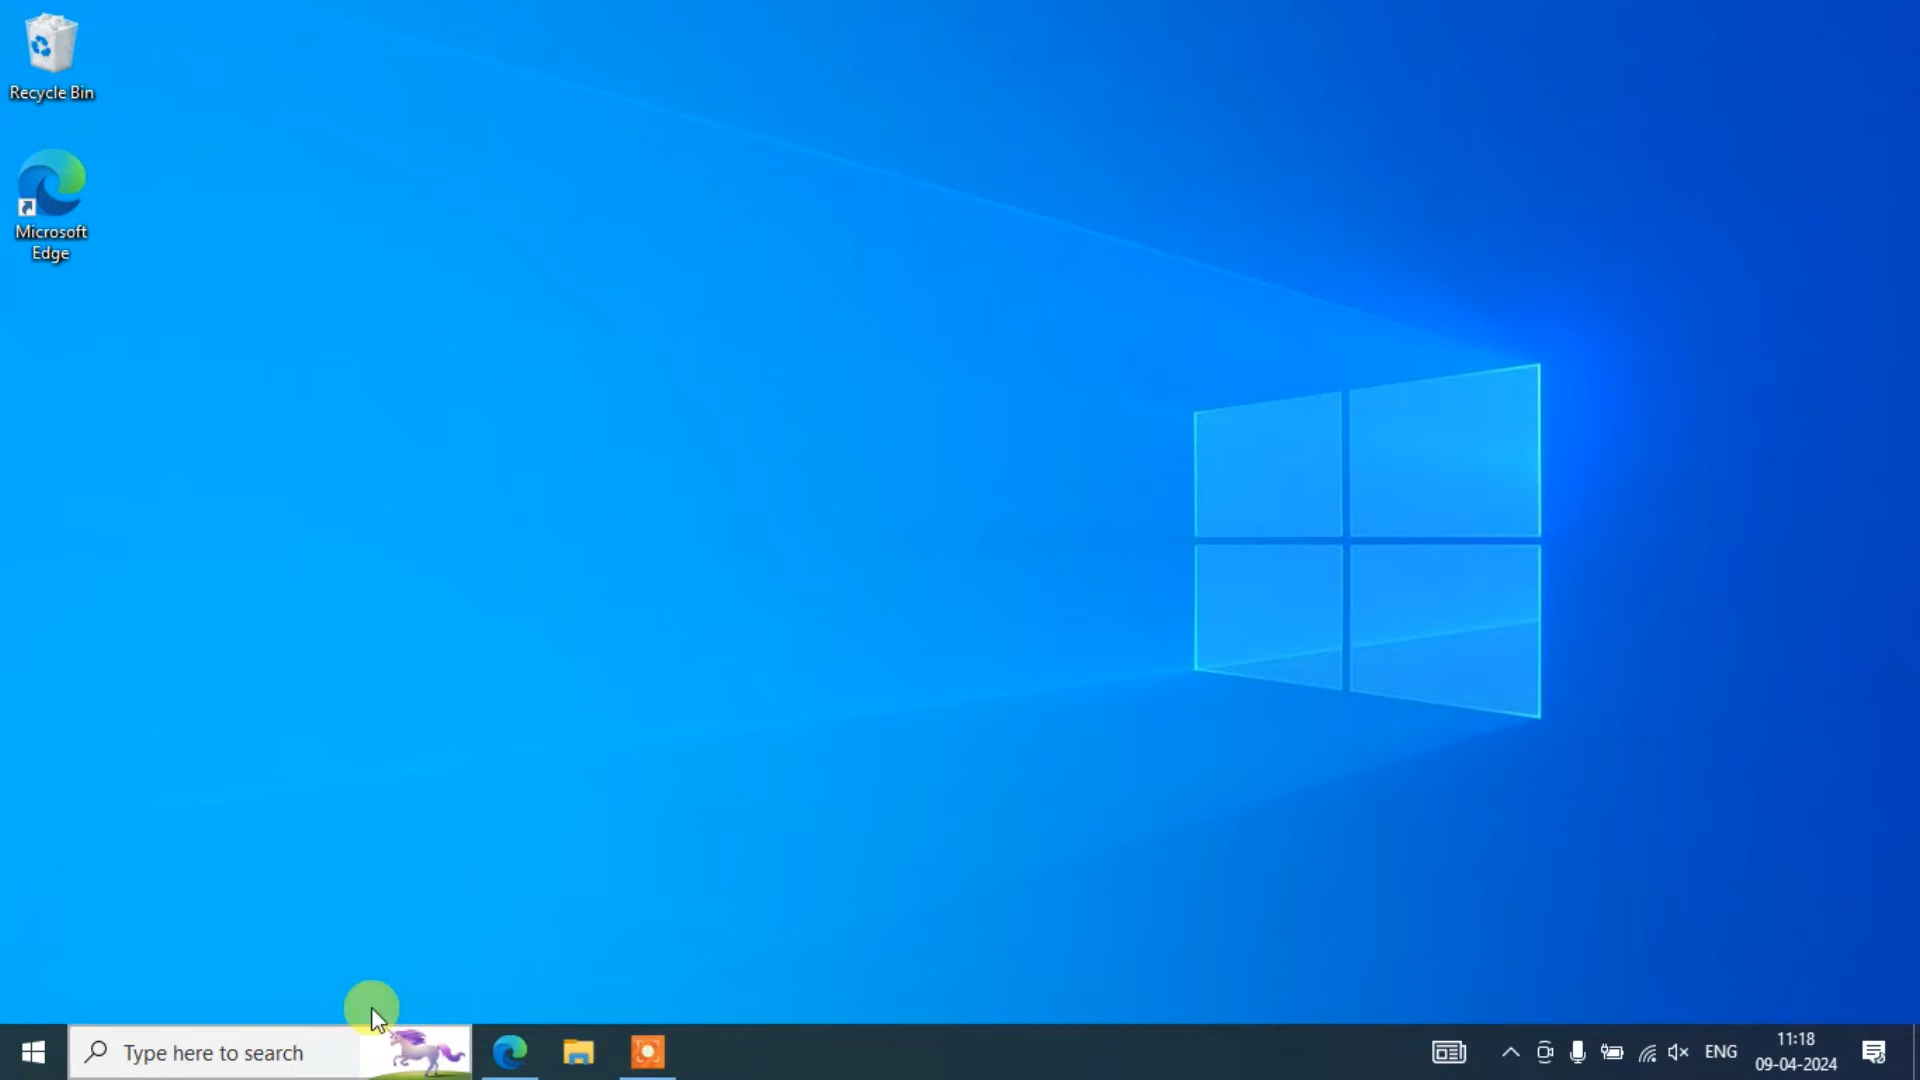 Recycle Bin
Microsoft
Edge
Type here to search
ENG
11:18
09-04-2024